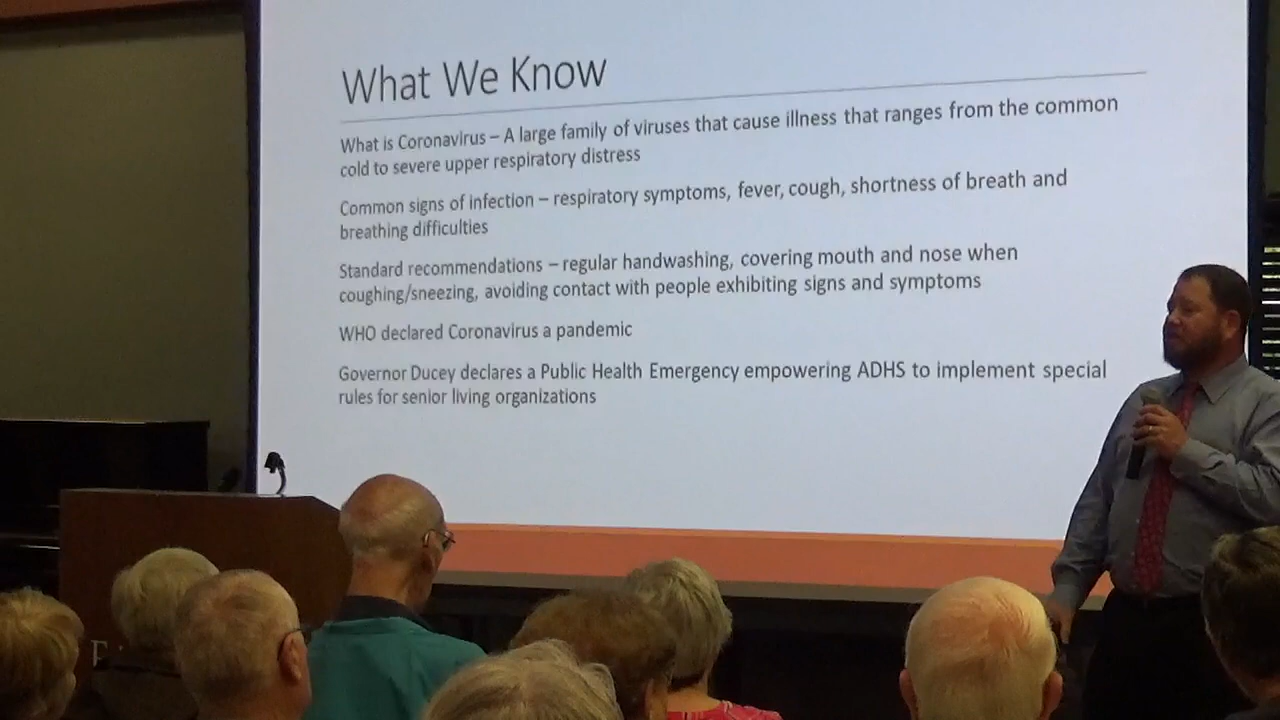 What We Know
What is Coronavirus – A large family of viruses that cause illness that ranges from the common
cold to severe upper respiratory distress
Common signs of infection – respiratory symptoms, fever, cough, shortness of breath and
breathing difficulties
Standard recommendations – regular handwashing, covering mouth and nose when
coughing/sneezing, avoiding contact with people exhibiting signs and symptoms
WHO declared Coronavirus a pandemic
Governor Ducey declares a Public Health Emergency empowering ADHS to implement special
rules for senior living organizations